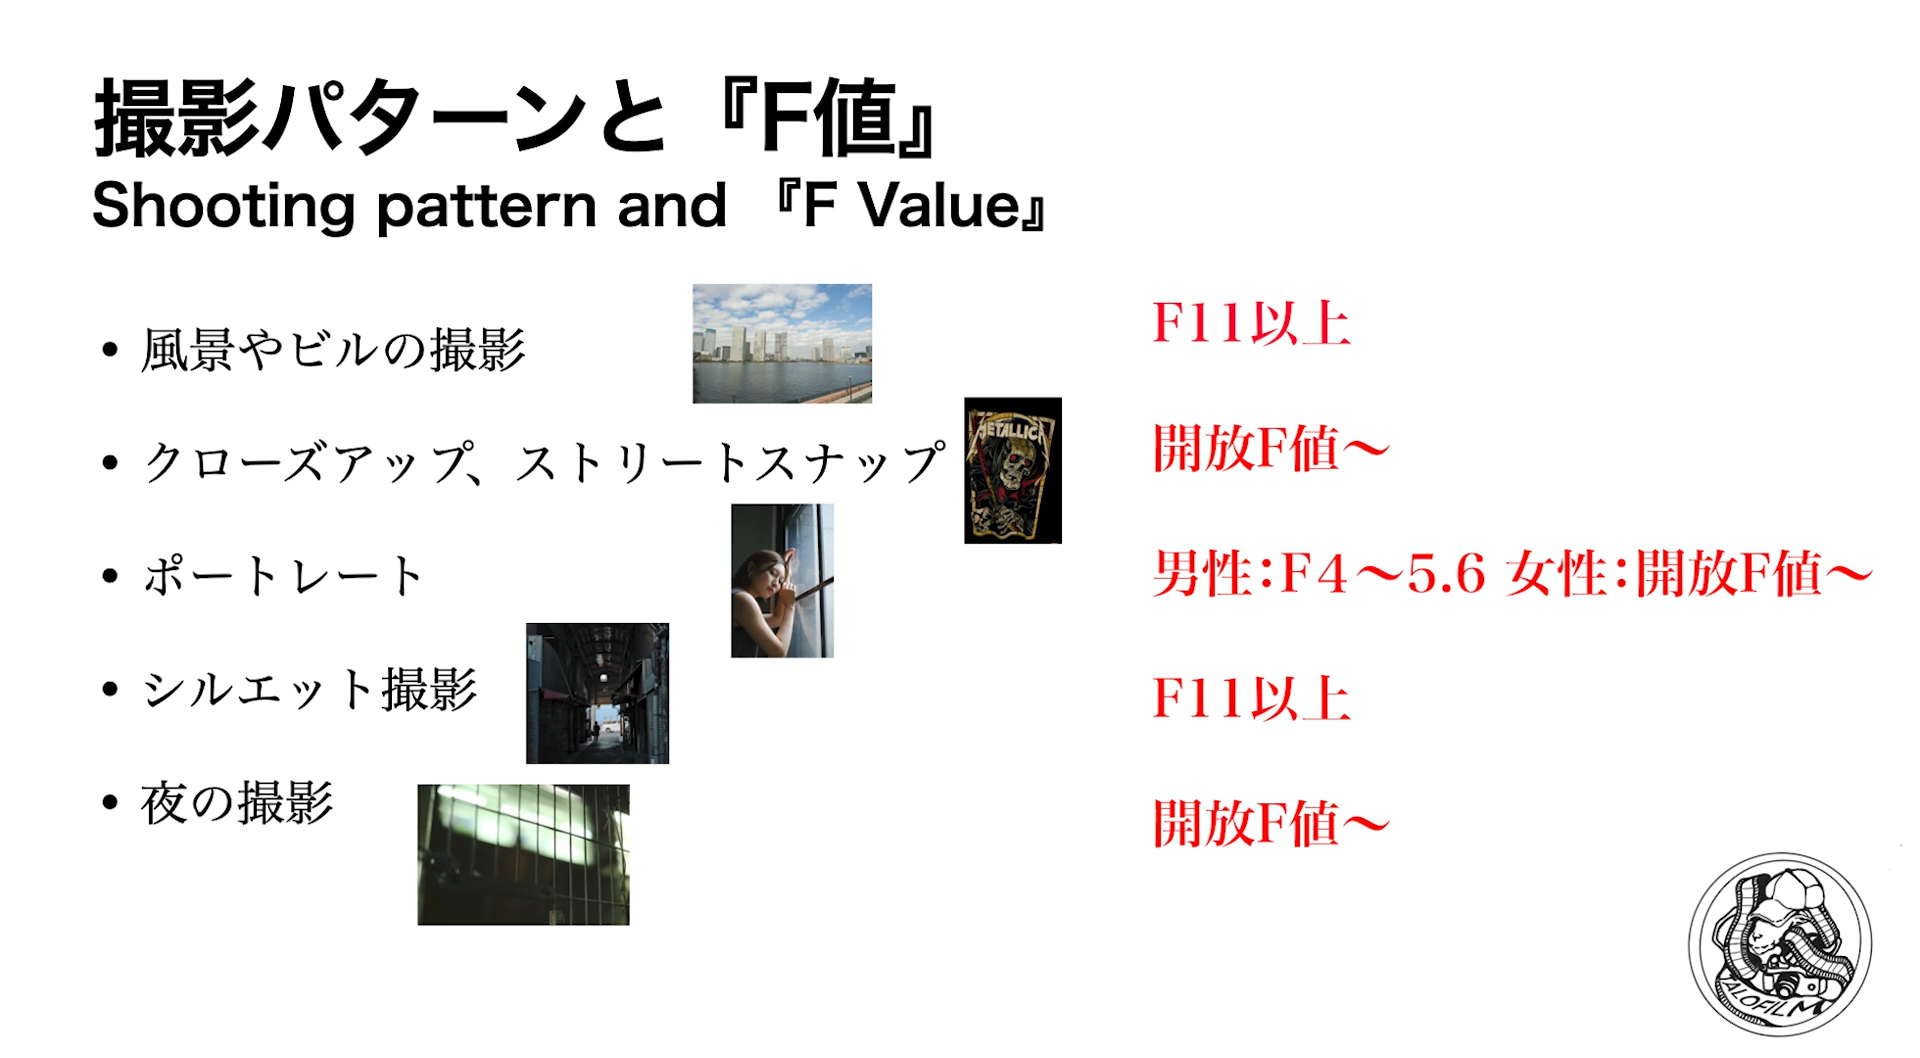 撮影パターンと『F値』
Shooting pattern and 『F Value』
• 風景やビルの撮影
F11以上
• クローズアップ、ストリートスナップ
METALLICA
開放F値〜
• ポートレート
男性：F4〜5.6 女性：開放F値〜
• シルエット撮影
F11以上
• 夜の撮影
開放F値〜
ALOFILM